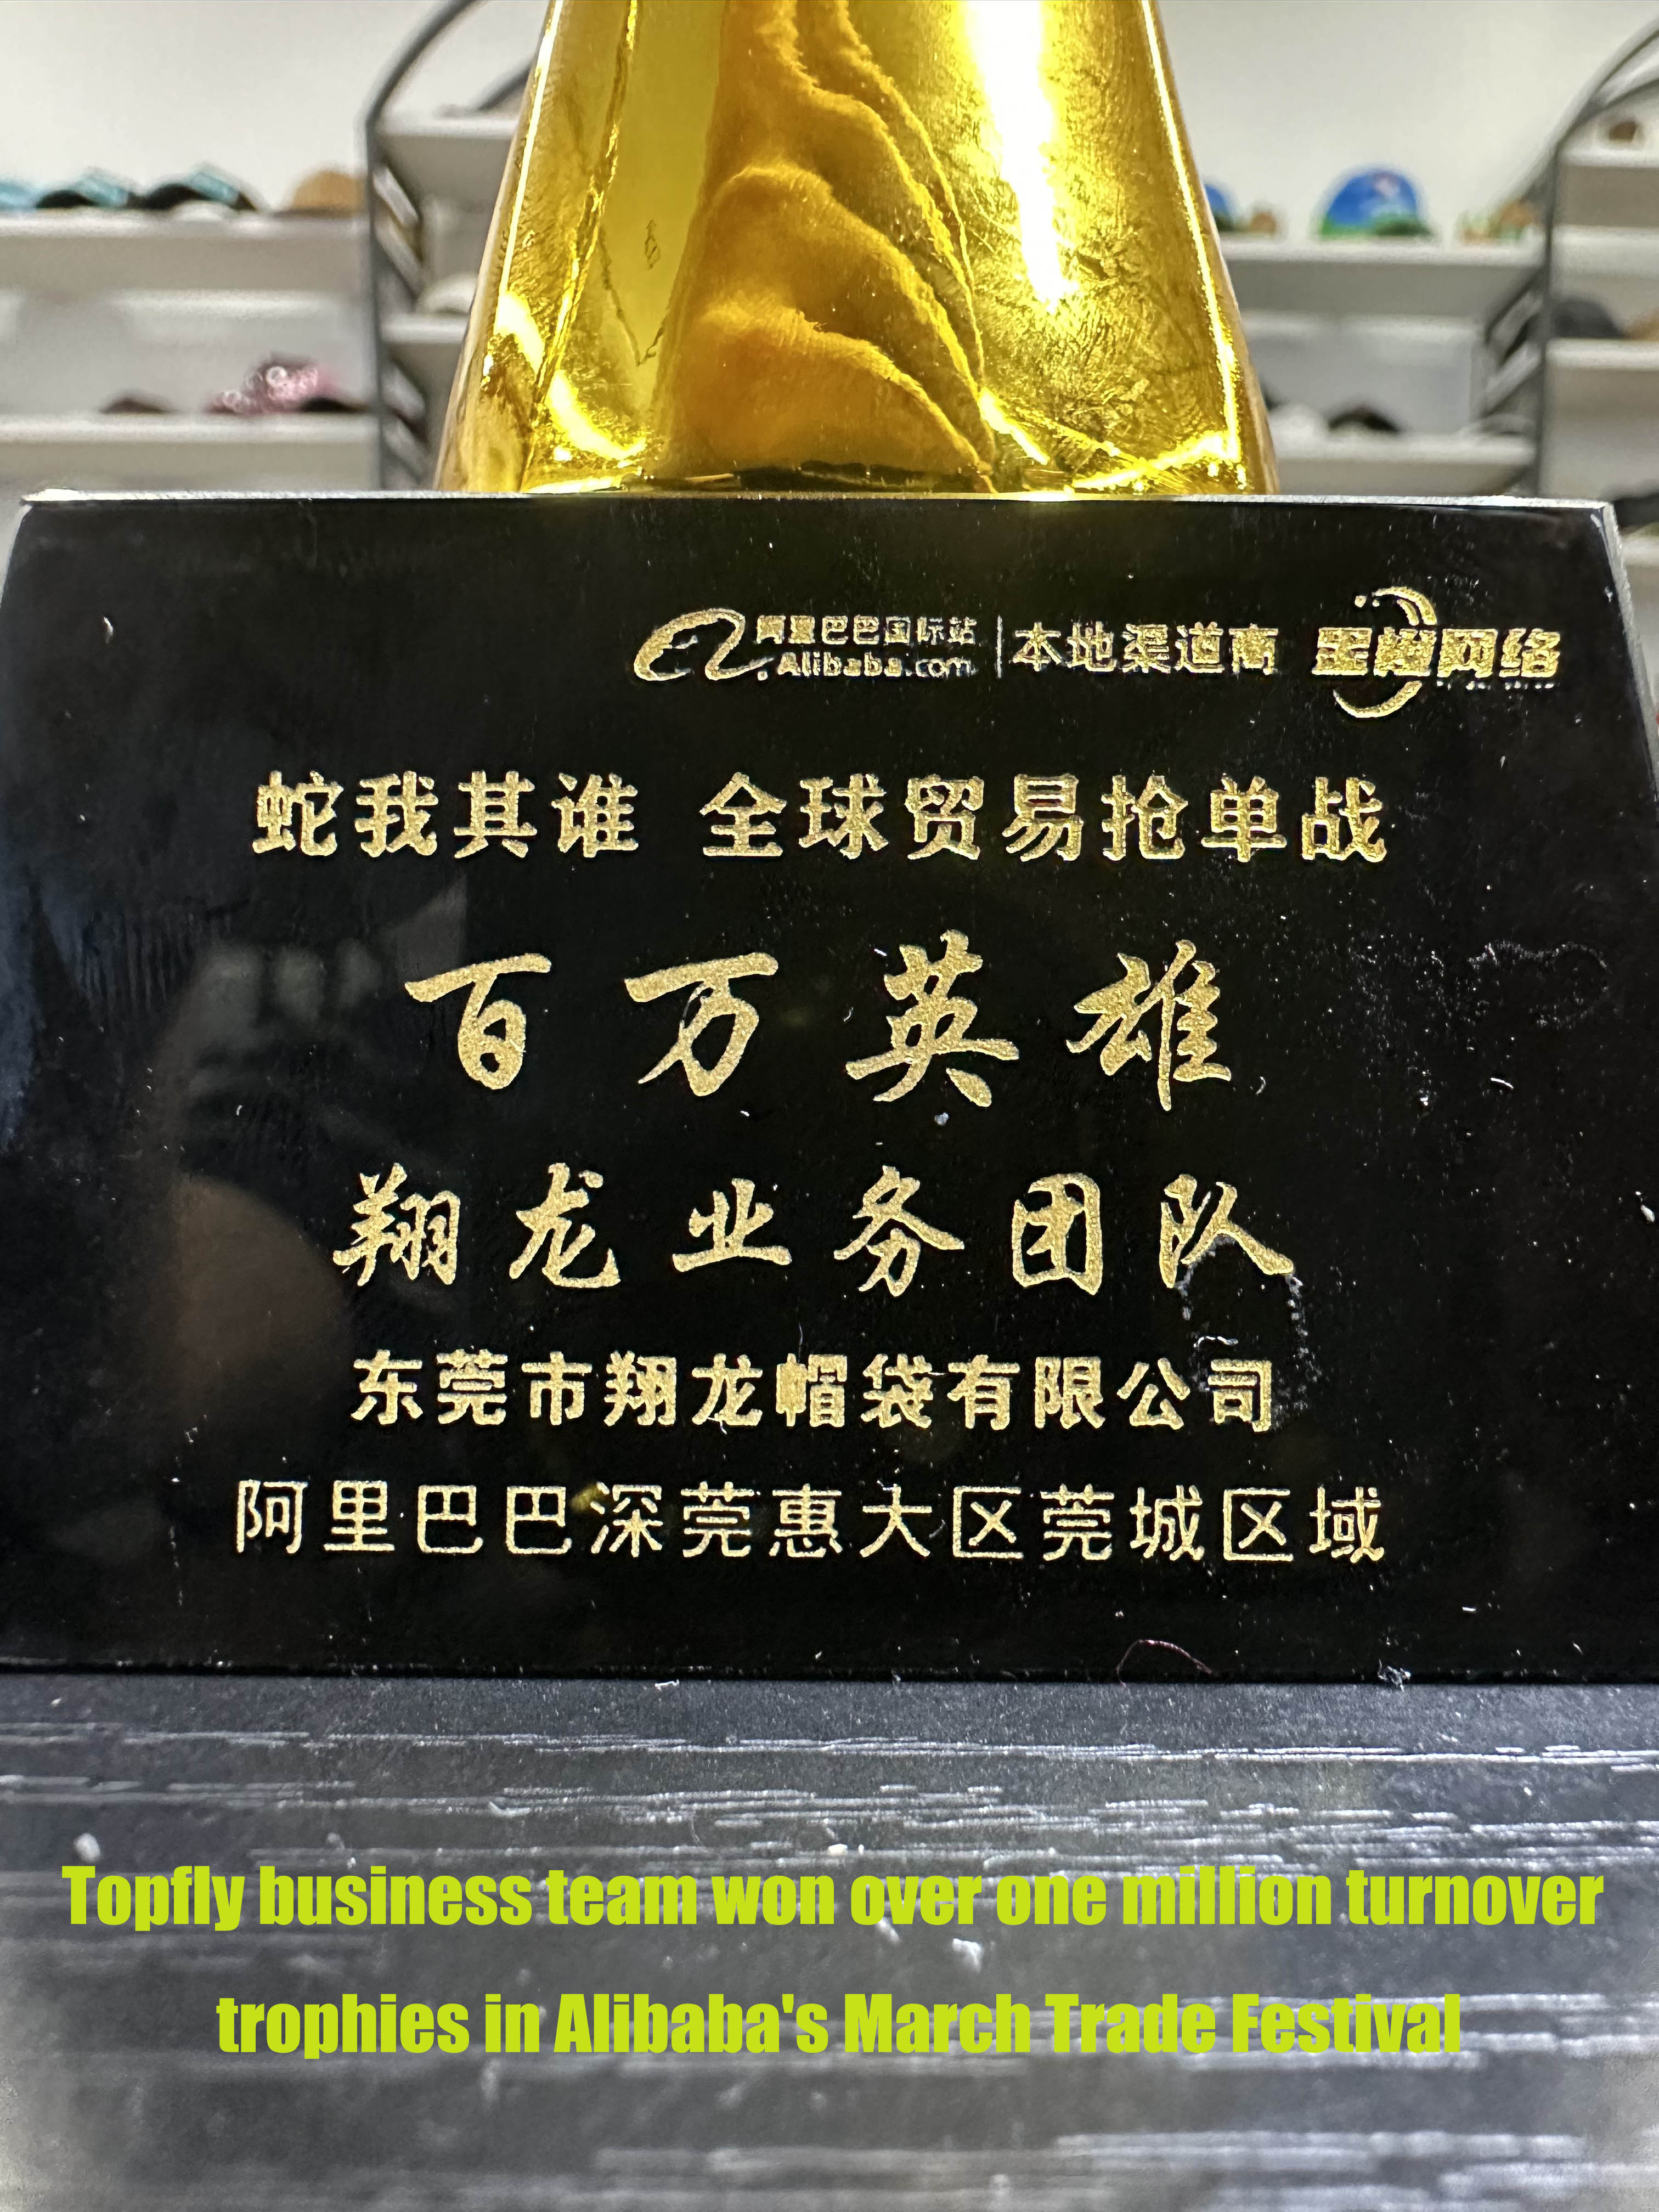 阿里巴巴国际站
Alibaba.com 本地渠道商 网络
蛇我其谁 全球贸易抢单战
百万英雄
翔龙业务团队
东莞市翔龙帽袋有限公司
阿里巴巴深莞惠大区莞城区域
Topfly business team won over one million turnover
trophies in Alibaba's March Trade Festival